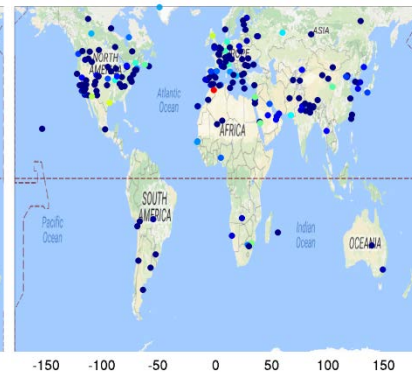 NORTH
AMERICA
ASIA
Atlantic
Ocean
AFRICA
SOUTH
AMERICA
Pacific
Ocean
Indian
Ocean
OCEANIA
-150 -100 -50 0 50 100 150